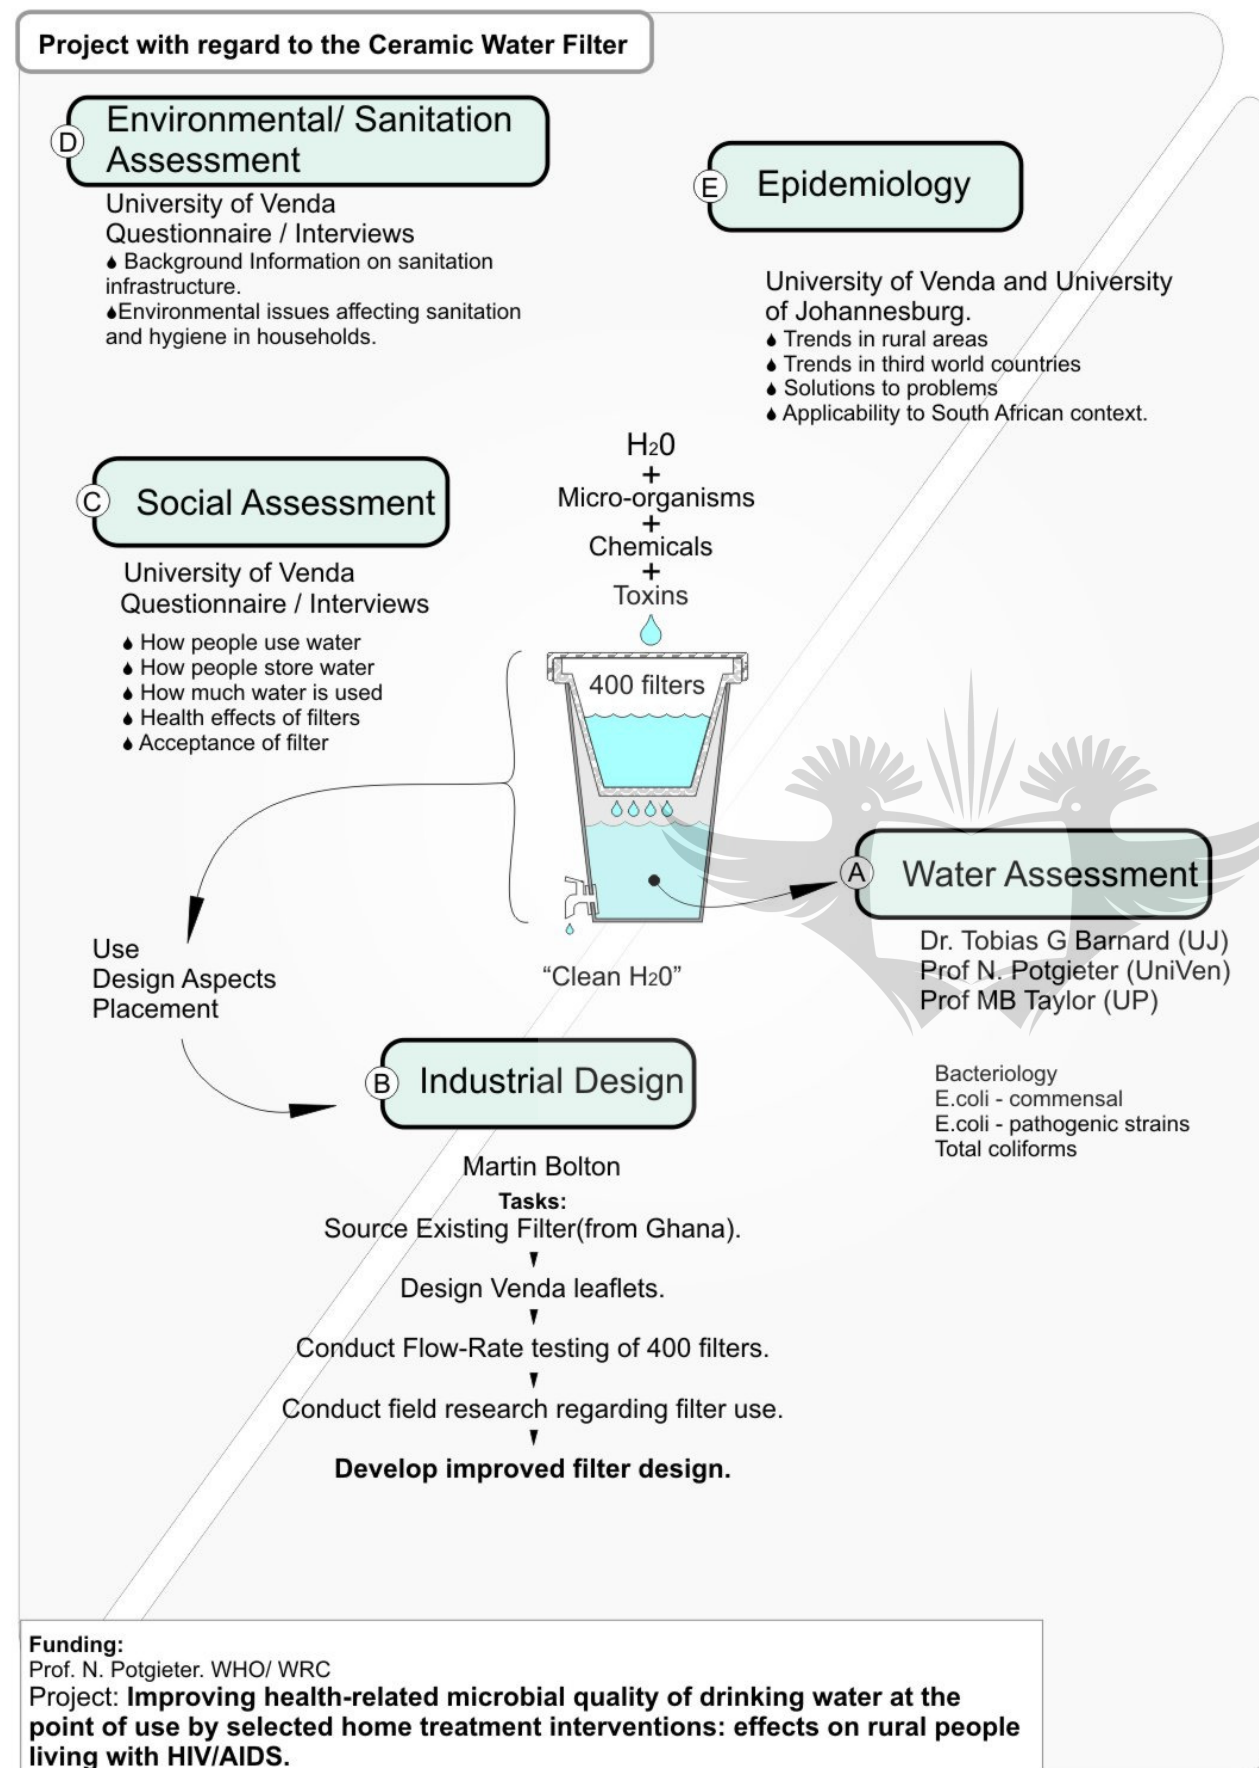 Project with regard to the Ceramic Water Filter
D
Environmental/ Sanitation
Assessment
University of Venda
Questionnaire / Interviews
Background Information on sanitation
infrastructure.
Environmental issues affecting sanitation
and hygiene in households.
E
Epidemiology
University of Venda and University
of Johannesburg.
Trends in rural areas
Trends in third world countries
Solutions to problems
Applicability to South African context.
C
Social Assessment
University of Venda
Questionnaire / Interviews
How people use water
How people store water
How much water is used
Health effects of filters
Acceptance of filter
H20
+
Micro-organisms
+
Chemicals
+
Toxins
400 filters
“Clean H20”
A
Water Assessment
Dr. Tobias G Barnard (UJ)
Prof N. Potgieter (UniVen)
Prof MB Taylor (UP)
Bacteriology
E.coli - commensal
E.coli - pathogenic strains
Total coliforms
Use
Design Aspects
Placement
B
Industrial Design
Martin Bolton
Tasks:
Source Existing Filter(from Ghana).
Design Venda leaflets.
Conduct Flow-Rate testing of 400 filters.
Conduct field research regarding filter use.
Develop improved filter design.
Funding:
Prof. N. Potgieter. WHO/ WRC
Project: Improving health-related microbial quality of drinking water at the
point of use by selected home treatment interventions: effects on rural people
living with HIV/AIDS.